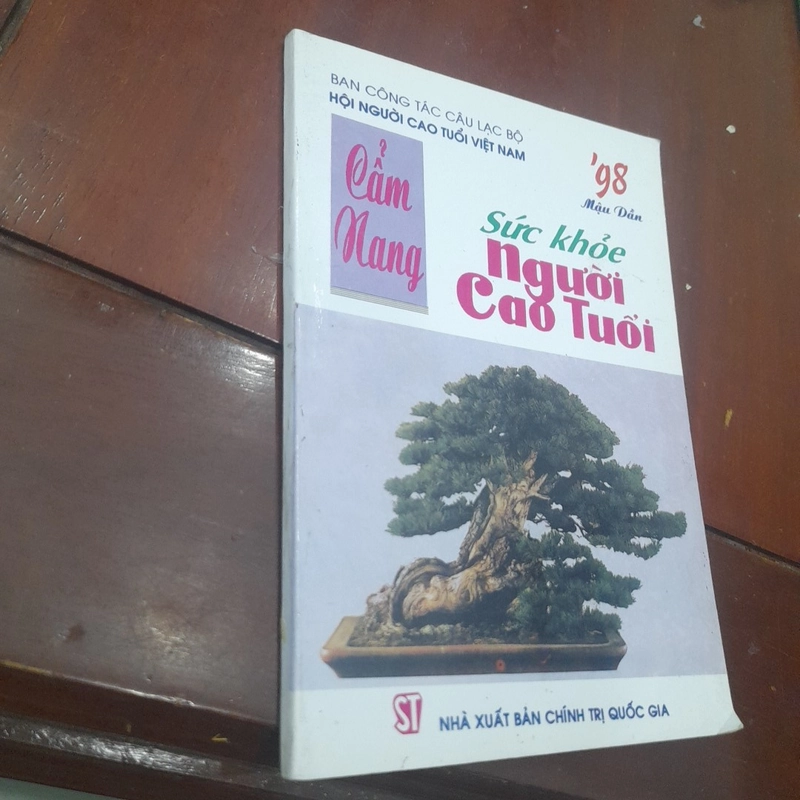 BAN CÔNG TÁC CÂU LẠC BỘ
HỘI NGƯỜI CAO TUỔI VIỆT NAM
Cẩm
Nang
'98
Mậu Dần
Sức khỏe
Người
Cao Tuổi
ST
NHÀ XUẤT BẢN CHÍNH TRỊ QUỐC GIA